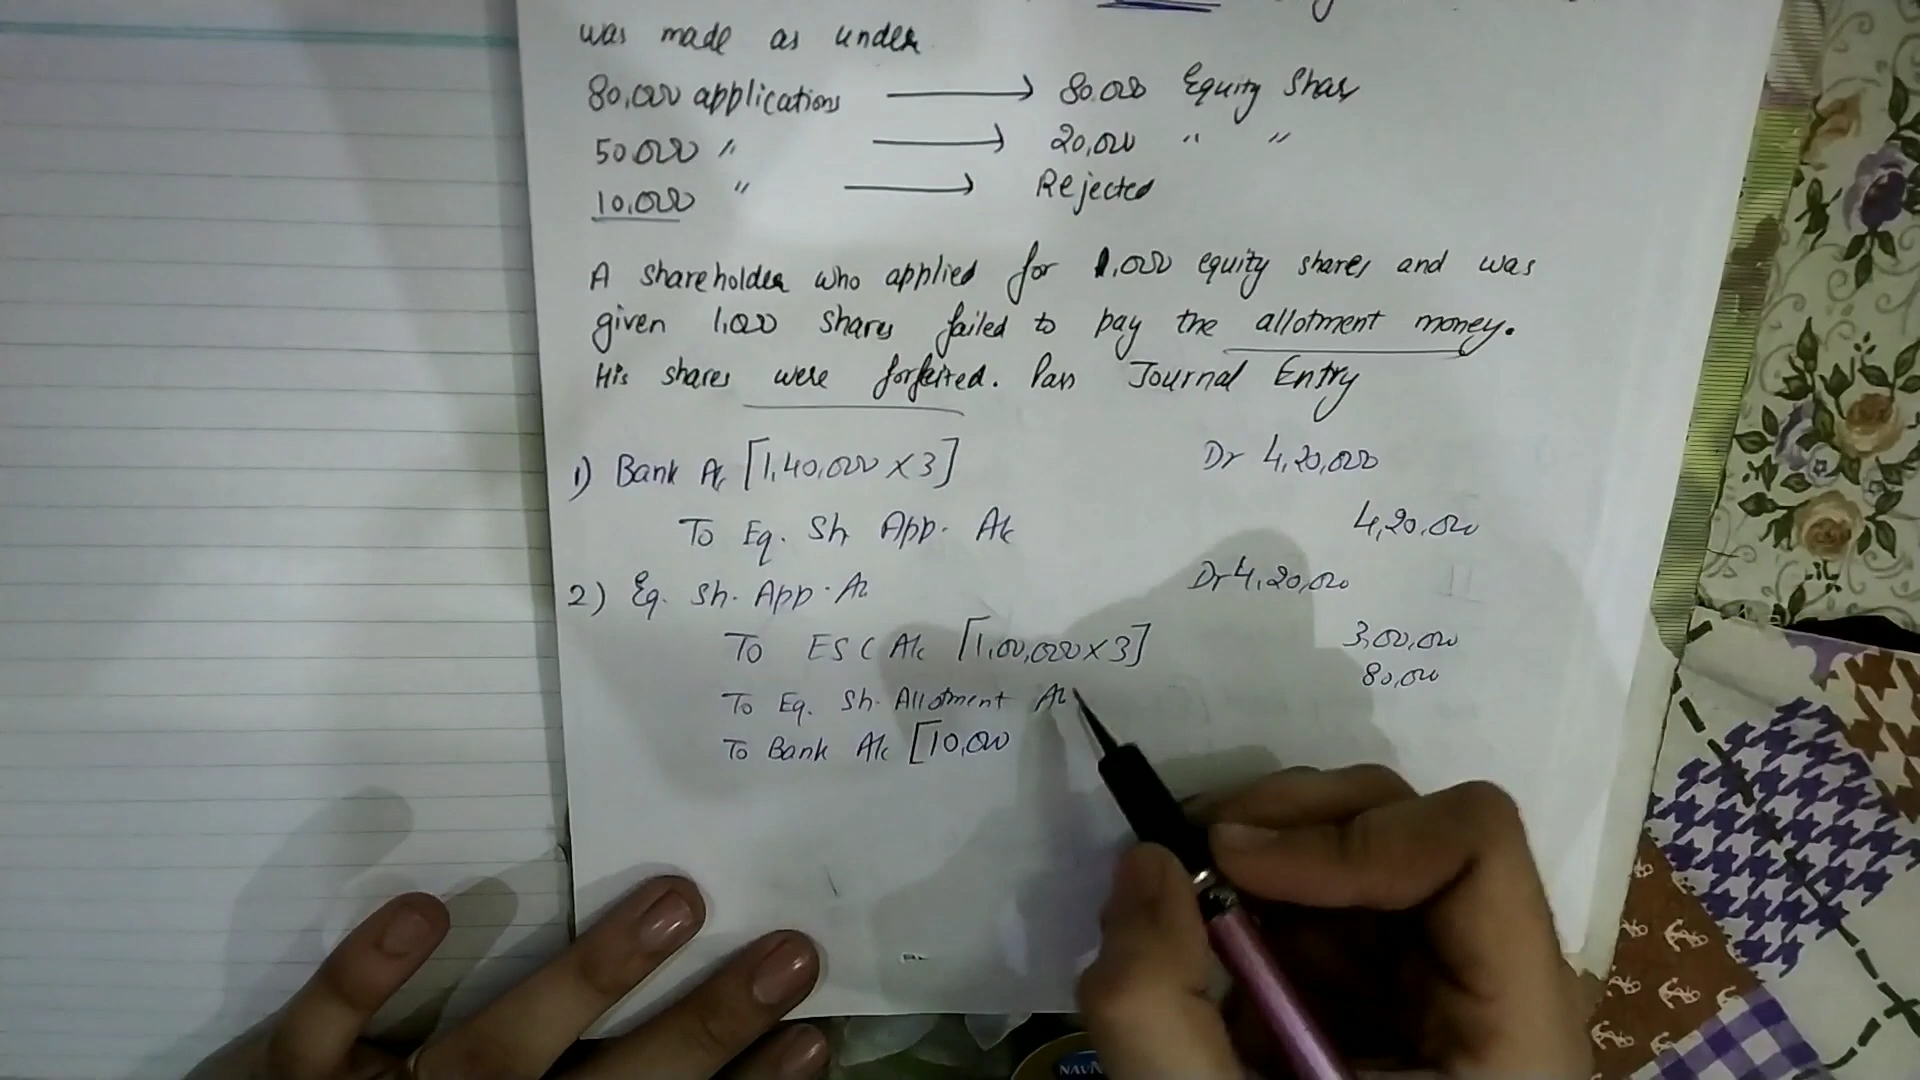 was made as under
80,000 applications → 80,000 Equity Shares
50,000 " → 20,000 " "
10,000 " → Rejected
A shareholder who applied for 1,000 equity shares and was
given 1,000 shares failed to pay the allotment money.
His shares were forfeited. Pass Journal Entry
1) Bank A/c [1,40,000 X 3] Dr 4,20,000
To Eq. Sh App. A/c 4,20,000
2) Eq. Sh. App. A/c Dr 4,20,000
To ESC A/c [1,00,000 X 3] 3,00,000
To Eq. Sh. Allotment A/c 80,000
To Bank A/c [10,000